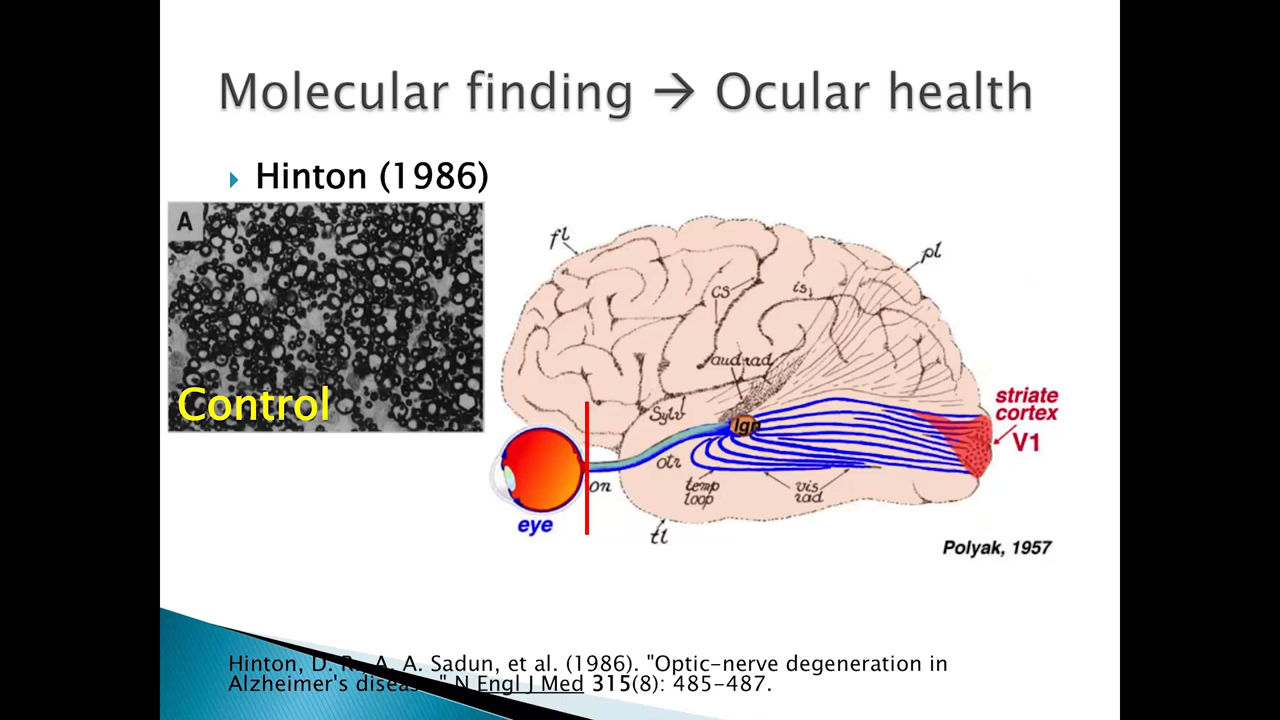 Molecular finding → Ocular health
Hinton (1986)
A
Control
fl
pl
CS
is
aud rad
Sylv
lgn
striate
cortex
V1
otr
on
temp
loop
vis
rad
eye
tl
Polyak, 1957
Hinton, D. R., A. A. Sadun, et al. (1986). "Optic-nerve degeneration in
Alzheimer's disease." N Engl J Med 315(8): 485-487.